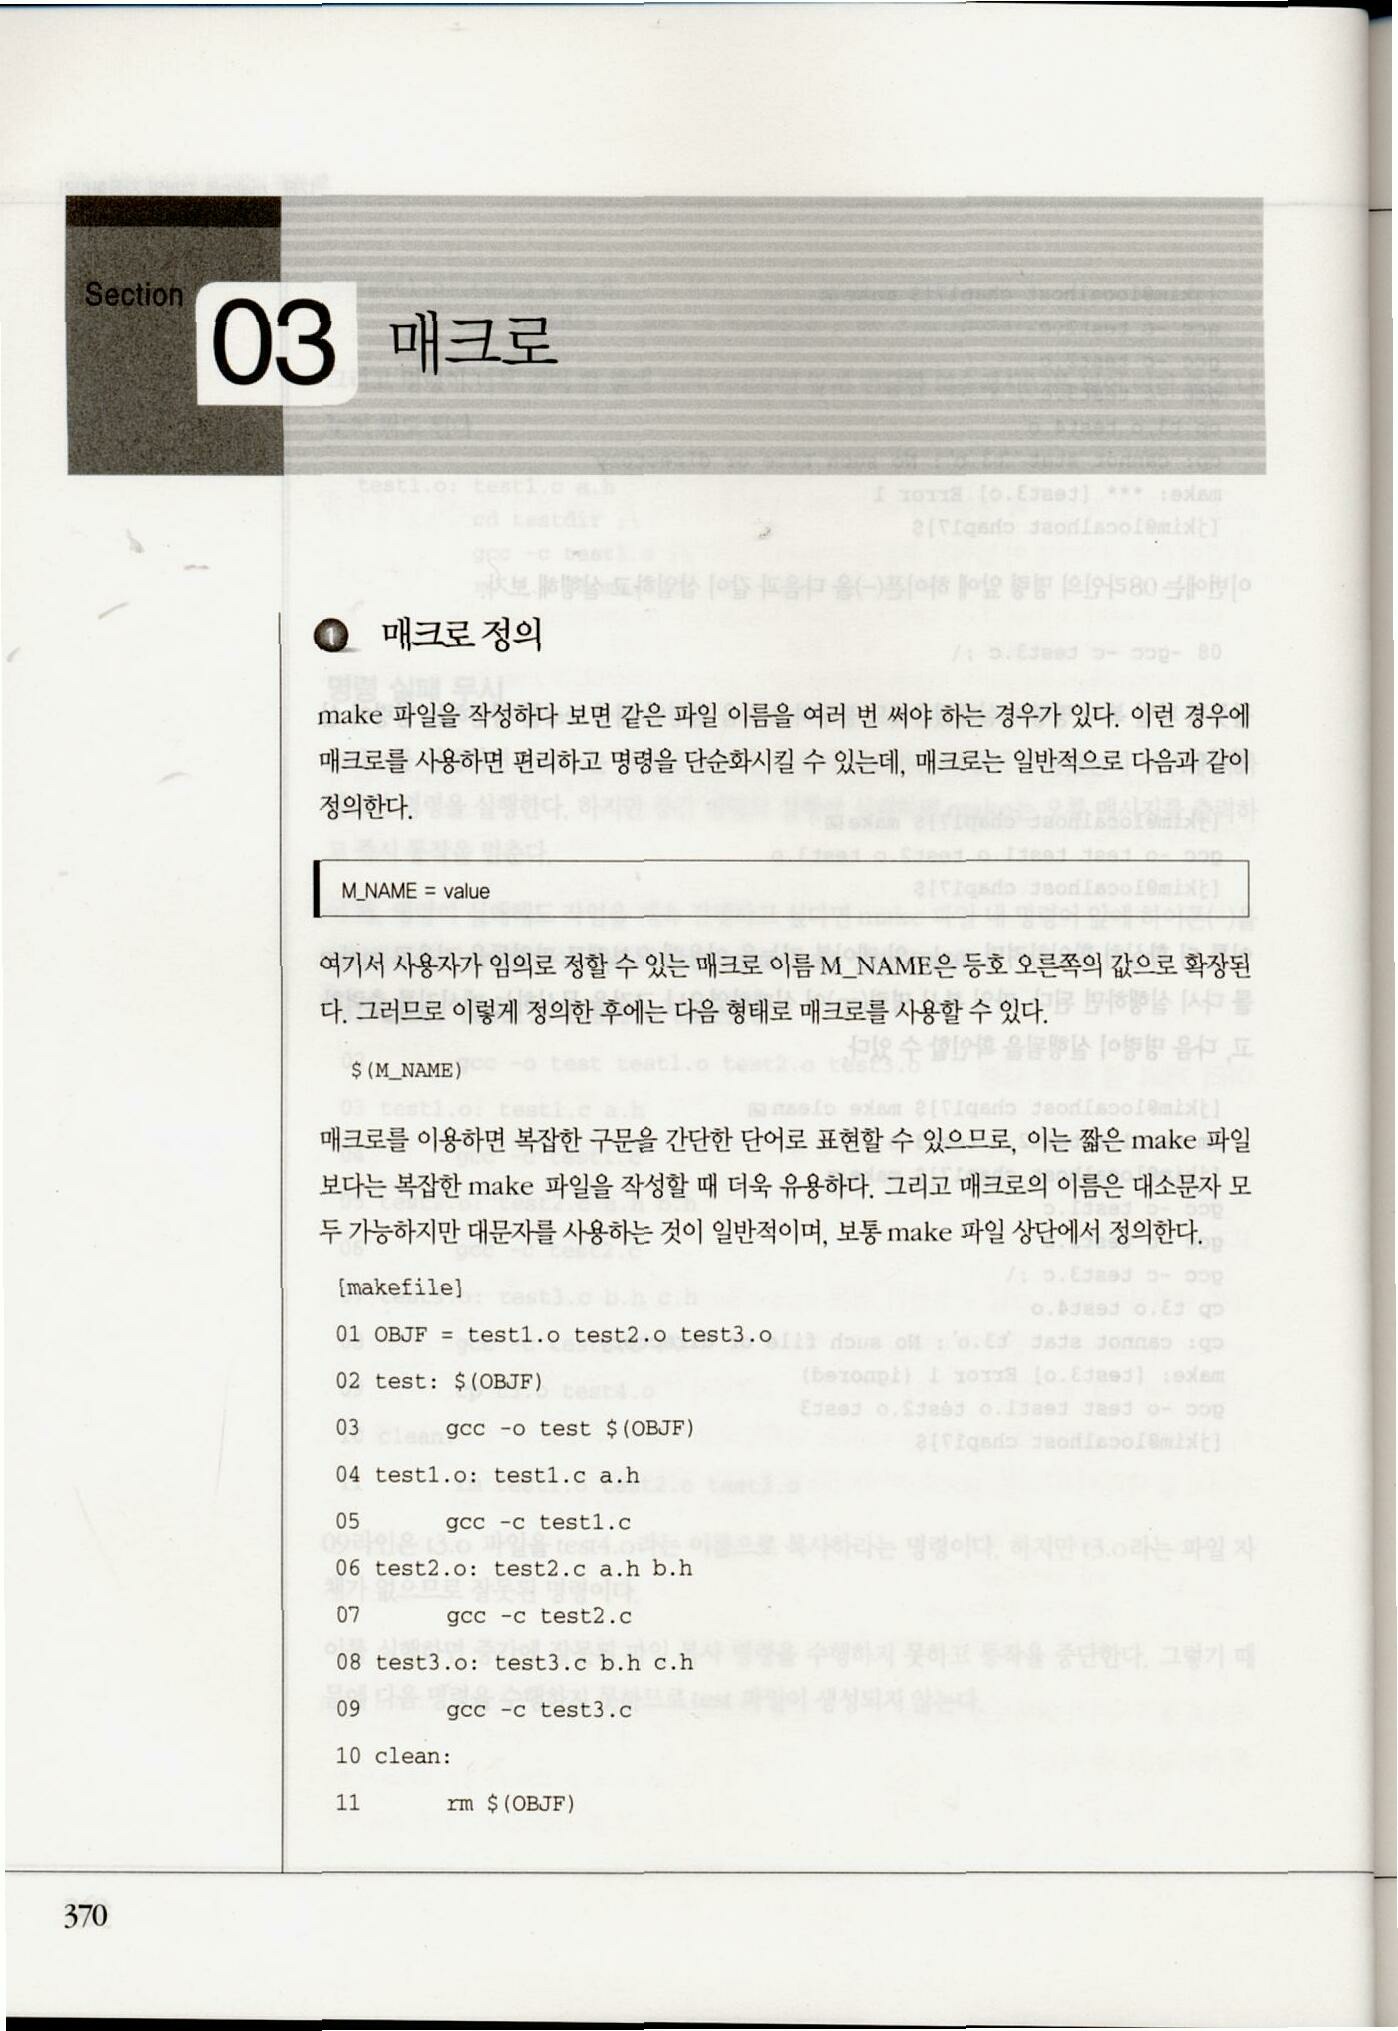 Section
03 매크로
1 매크로 정의
make 파일을 작성하다 보면 같은 파일 이름을 여러 번 써야 하는 경우가 있다. 이런 경우에
매크로를 사용하면 편리하고 명령을 단순화시킬 수 있는데, 매크로는 일반적으로 다음과 같이
정의한다.
M_NAME = value
여기서 사용자가 임의로 정할 수 있는 매크로 이름 M_NAME은 등호 오른쪽의 값으로 확장된
다. 그러므로 이렇게 정의한 후에는 다음 형태로 매크로를 사용할 수 있다.
$(M_NAME)
매크로를 이용하면 복잡한 구문을 간단한 단어로 표현할 수 있으므로, 이는 짧은 make 파일
보다는 복잡한 make 파일을 작성할 때 더욱 유용하다. 그리고 매크로의 이름은 대소문자 모
두 가능하지만 대문자를 사용하는 것이 일반적이며, 보통 make 파일 상단에서 정의한다.
[makefile]
01 OBJF = test1.o test2.o test3.o
02 test: $(OBJF)
03 gcc -o test $(OBJF)
04 test1.o: test1.c a.h
05 gcc -c test1.c
06 test2.o: test2.c a.h b.h
07 gcc -c test2.c
08 test3.o: test3.c b.h c.h
09 gcc -c test3.c
10 clean:
11 rm $(OBJF)
370